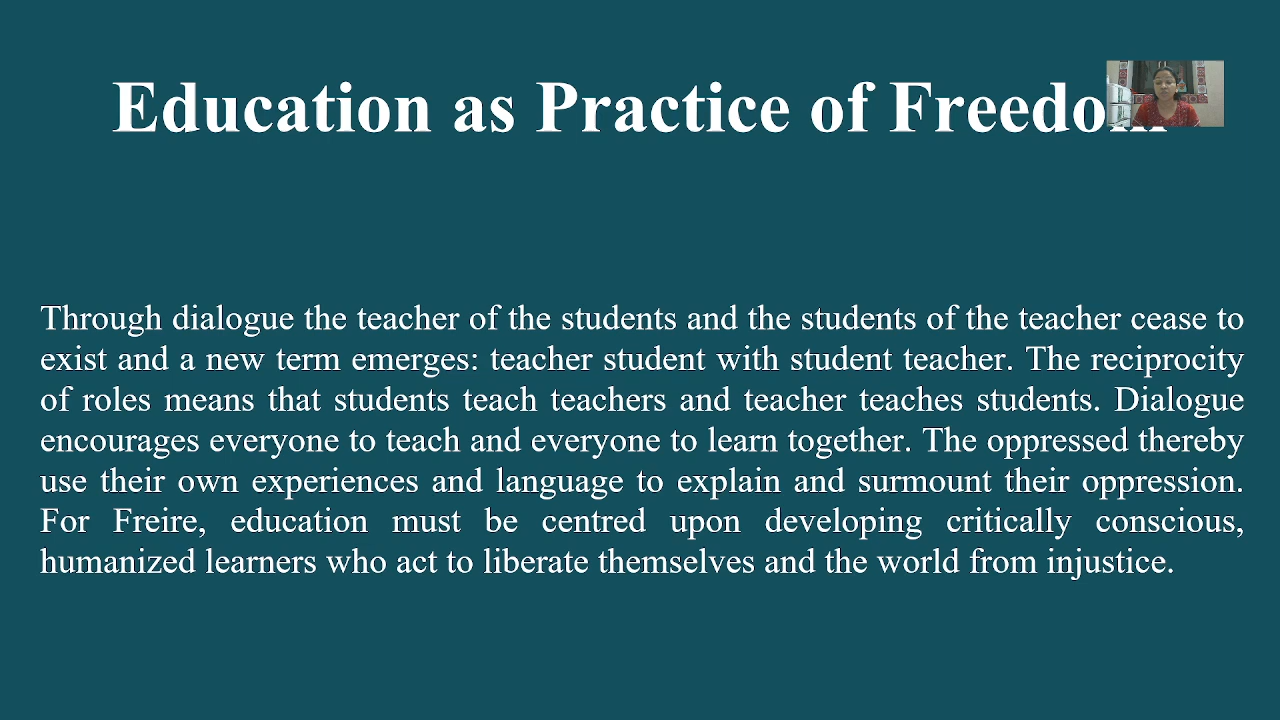 Education as Practice of Freedom
Through dialogue the teacher of the students and the students of the teacher cease to
exist and a new term emerges: teacher student with student teacher. The reciprocity
of roles means that students teach teachers and teacher teaches students. Dialogue
encourages everyone to teach and everyone to learn together. The oppressed thereby
use their own experiences and language to explain and surmount their oppression.
For Freire, education must be centred upon developing critically conscious,
humanized learners who act to liberate themselves and the world from injustice.